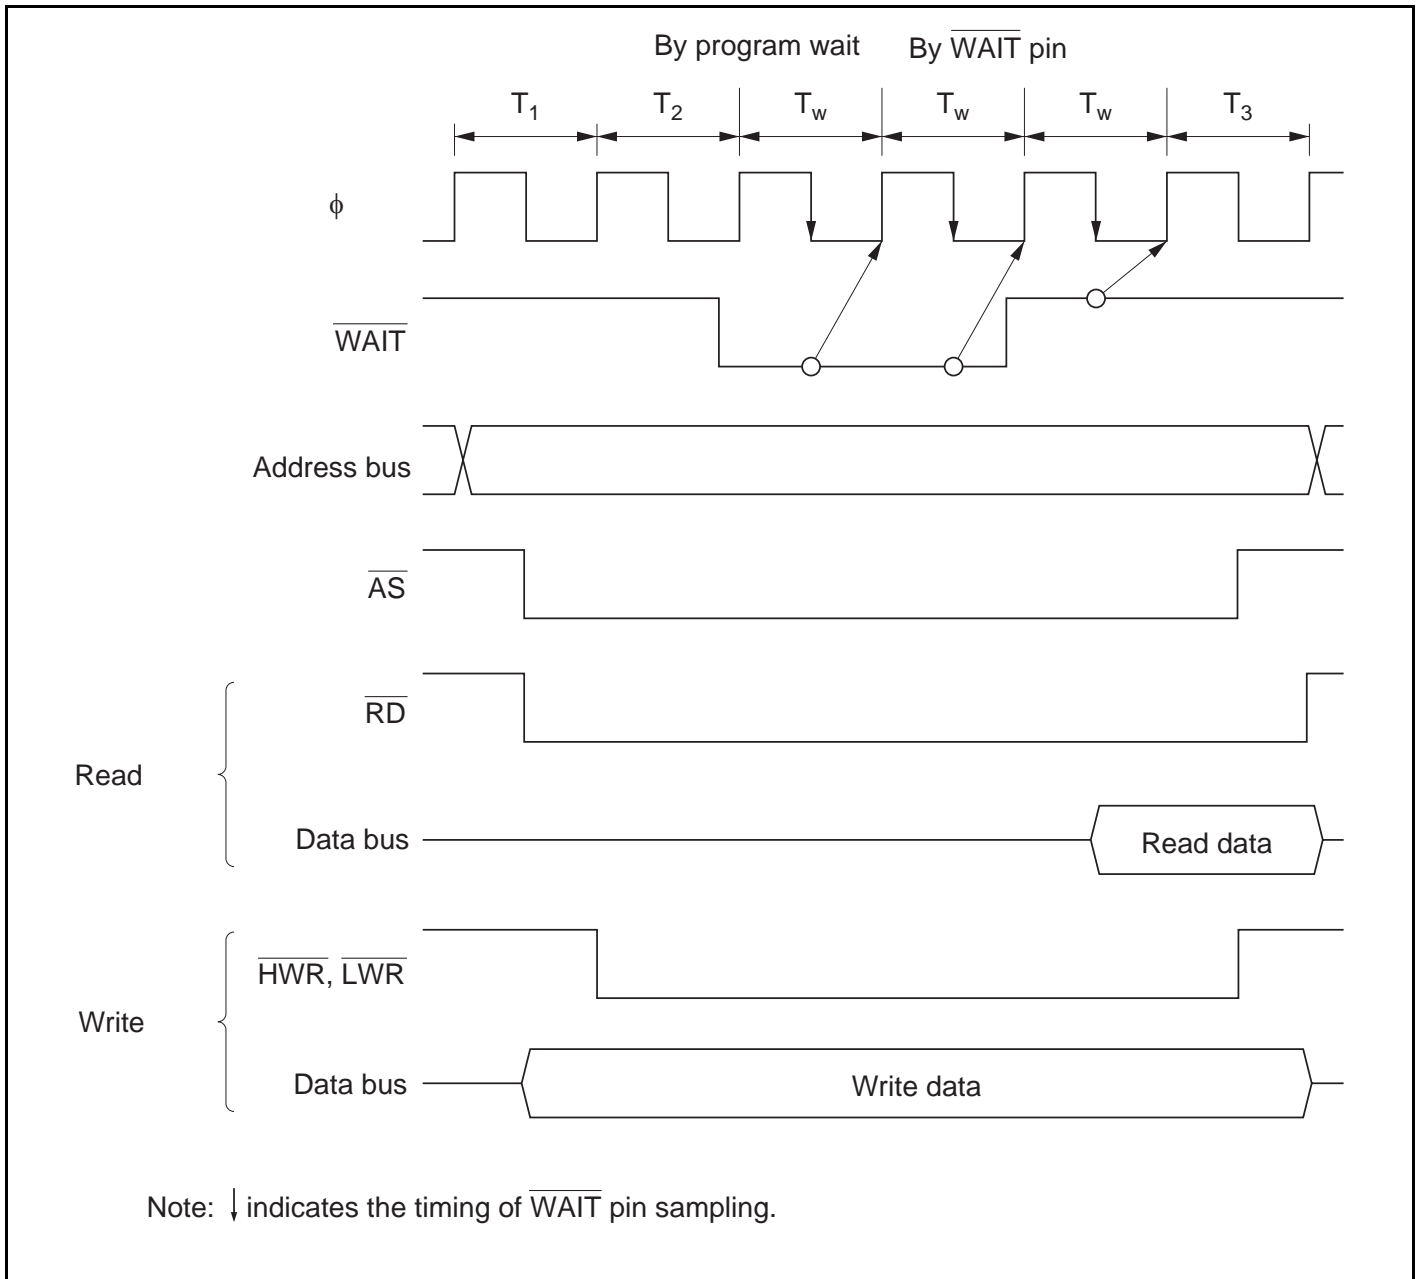 By program wait By WAIT pin
T1 T2 Tw Tw Tw T3
ϕ
WAIT
Address bus
AS
RD
Read
Data bus Read data
HWR, LWR
Write
Data bus Write data
Note: ↓ indicates the timing of WAIT pin sampling.